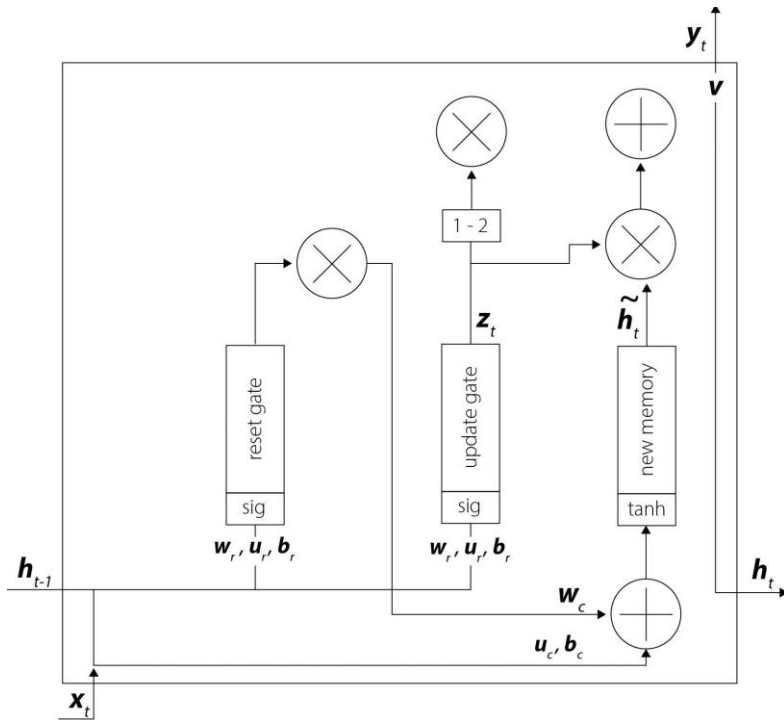 y_t
v
1 - 2
z_t
h̃_t
reset gate
update gate
new memory
sig
sig
tanh
w_r, u_r, b_r
w_r, u_r, b_r
h_{t-1}
w_c
h_t
u_c, b_c
x_t